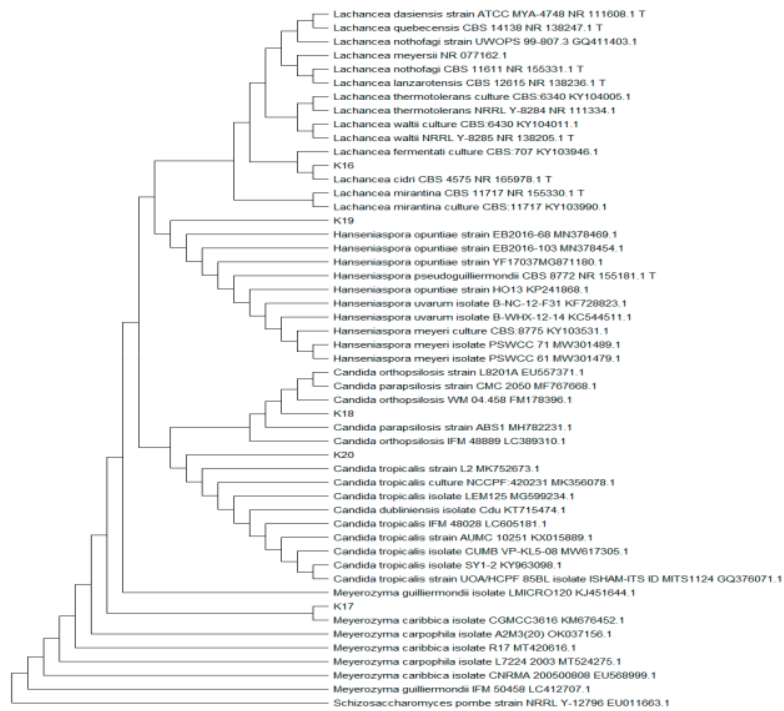 Lachancea dasiensis strain ATCC MYA-4748 NR 111608.1 T
Lachancea quebecensis CBS 14138 NR 138247.1 T
Lachancea nothofagi strain UWOPS 99-807.3 GQ411403.1
Lachancea meyersii NR 077162.1
Lachancea nothofagi CBS 11611 NR 155331.1 T
Lachancea lanzarotensis CBS 12615 NR 138236.1 T
Lachancea thermotolerans culture CBS:6340 KY104005.1
Lachancea thermotolerans NRRL Y-8284 NR 111334.1
Lachancea waltii culture CBS:6430 KY104011.1
Lachancea waltii NRRL Y-8285 NR 138205.1 T
Lachancea fermentati culture CBS:707 KY103946.1
K16
Lachancea cidri CBS 4575 NR 165978.1 T
Lachancea mirantina CBS 11717 NR 155330.1 T
Lachancea mirantina culture CBS:11717 KY103990.1
K19
Hanseniaspora opuntiae strain EB2016-68 MN378469.1
Hanseniaspora opuntiae strain EB2016-103 MN378454.1
Hanseniaspora opuntiae strain YF17037MG871180.1
Hanseniaspora pseudoguilliermondii CBS 8772 NR 155181.1 T
Hanseniaspora opuntiae strain HO13 KP241868.1
Hanseniaspora uvarum isolate B-NC-12-F31 KF728823.1
Hanseniaspora uvarum isolate B-WHX-12-14 KC544511.1
Hanseniaspora meyeri culture CBS:8775 KY103531.1
Hanseniaspora meyeri isolate PSWCC 71 MW301489.1
Hanseniaspora meyeri isolate PSWCC 61 MW301479.1
Candida orthopsilosis strain L8201A EU557371.1
Candida parapsilosis strain CMC 2050 MF767668.1
Candida orthopsilosis WM 04.458 FM178396.1
K18
Candida parapsilosis strain ABS1 MH782231.1
Candida orthopsilosis IFM 48889 LC389310.1
K20
Candida tropicalis strain L2 MK752673.1
Candida tropicalis culture NCCPF:420231 MK356078.1
Candida tropicalis isolate LEM125 MG599234.1
Candida dubliniensis isolate Cdu KT715474.1
Candida tropicalis IFM 48028 LC605181.1
Candida tropicalis strain AUMC 10251 KX015889.1
Candida tropicalis isolate CUMB VP-KL5-08 MW617305.1
Candida tropicalis isolate SY1-2 KY963098.1
Candida tropicalis strain UOA/HCPF 85BL isolate ISHAM-ITS ID MITS1124 GQ376071.1
Meyerozyma guilliermondii isolate LMICRO120 KJ451644.1
K17
Meyerozyma caribbica isolate CGMCC3616 KM676452.1
Meyerozyma carpophila isolate A2M3(20) OK037156.1
Meyerozyma caribbica isolate R17 MT420616.1
Meyerozyma carpophila isolate L7224 2003 MT524275.1
Meyerozyma caribbica isolate CNRMA 200500808 EU568999.1
Meyerozyma guilliermondii IFM 50458 LC412707.1
Schizosaccharomyces pombe strain NRRL Y-12796 EU011663.1